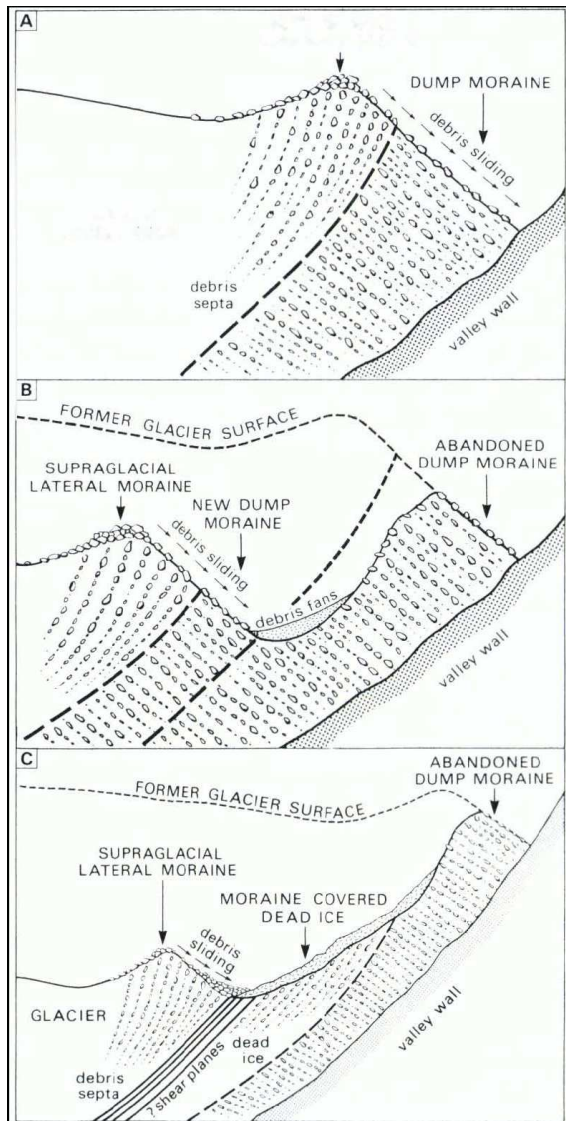 A
DUMP MORAINE
debris sliding
debris
septa
valley wall
B
FORMER GLACIER SURFACE
SUPRAGLACIAL
LATERAL MORAINE
NEW DUMP
MORAINE
ABANDONED
DUMP MORAINE
debris sliding
debris fans
valley wall
C
ABANDONED
DUMP MORAINE
FORMER GLACIER SURFACE
SUPRAGLACIAL
LATERAL MORAINE
MORAINE COVERED
DEAD ICE
debris
sliding
GLACIER
debris
septa
? shear planes
dead
ice
valley wall